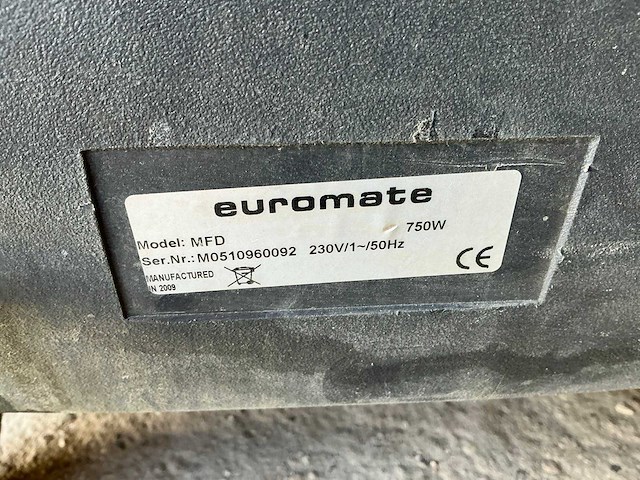 euromate
750W
Model: MFD
Ser.Nr.: M0510960092 230V/1~/50Hz
MANUFACTURED
IN 2009
CE